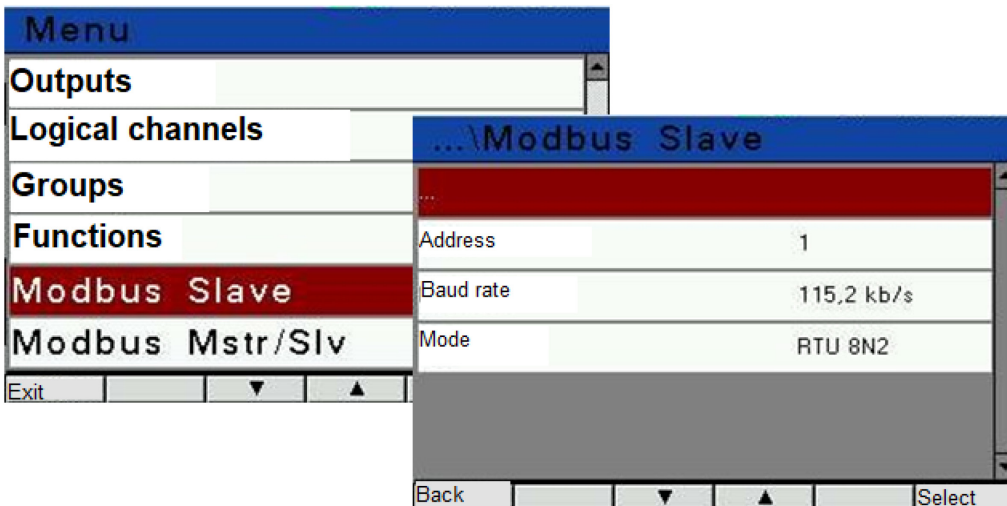 Menu
Outputs
Logical channels
Groups
Functions
Modbus Slave
Modbus Mstr/Slv
Exit ▼ ▲
...\Modbus Slave
...
Address 1
Baud rate 115,2 kb/s
Mode RTU 8N2
Back ▼ ▲ Select